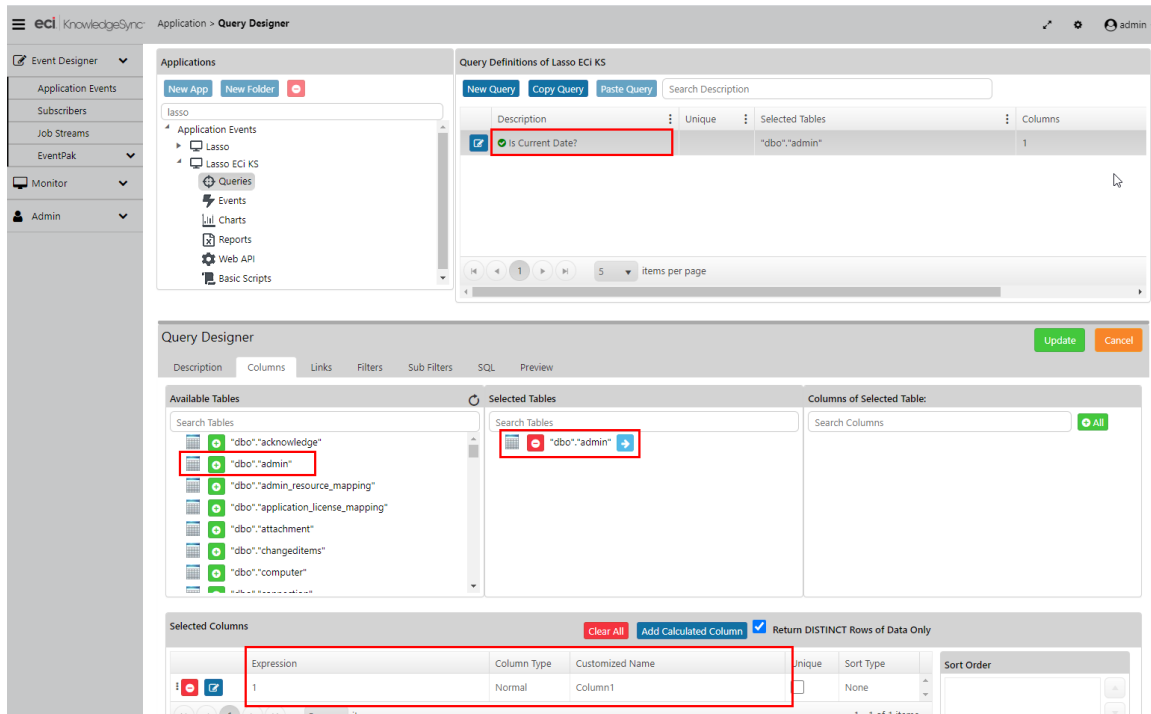 eci KnowledgeSync
Application > Query Designer
admin
Event Designer
Application Events
Subscribers
Job Streams
EventPak
Monitor
Admin
Applications
New App New Folder
lasso
Application Events
Lasso
Lasso ECi KS
Queries
Events
Charts
Reports
Web API
Basic Scripts
Query Definitions of Lasso ECi KS
New Query Copy Query Paste Query Search Description
Description Unique Selected Tables Columns
Is Current Date? "dbo"."admin" 1
1 5 items per page
Query Designer
Update Cancel
Description Columns Links Filters Sub Filters SQL Preview
Available Tables
Search Tables
"dbo"."acknowledge"
"dbo"."admin"
"dbo"."admin_resource_mapping"
"dbo"."application_license_mapping"
"dbo"."attachment"
"dbo"."changeditems"
"dbo"."computer"
Selected Tables
Search Tables
"dbo"."admin"
Columns of Selected Table:
Search Columns All
Selected Columns
Clear All Add Calculated Column Return DISTINCT Rows of Data Only
Expression Column Type Customized Name Unique Sort Type
1 Normal Column1 None
Sort Order